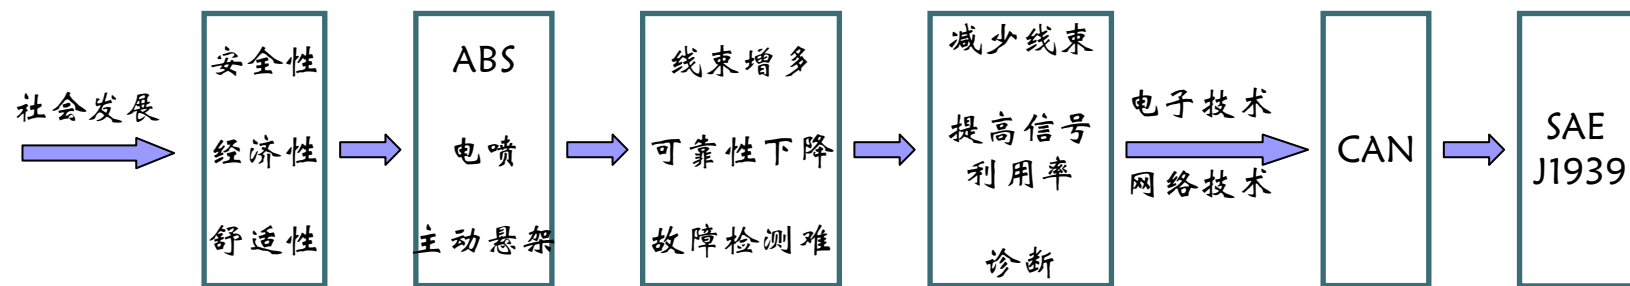 社会发展
安全性
经济性
舒适性
ABS
电喷
主动悬架
线束增多
可靠性下降
故障检测难
减少线束
提高信号
利用率
诊断
电子技术
网络技术
CAN
SAE
J1939